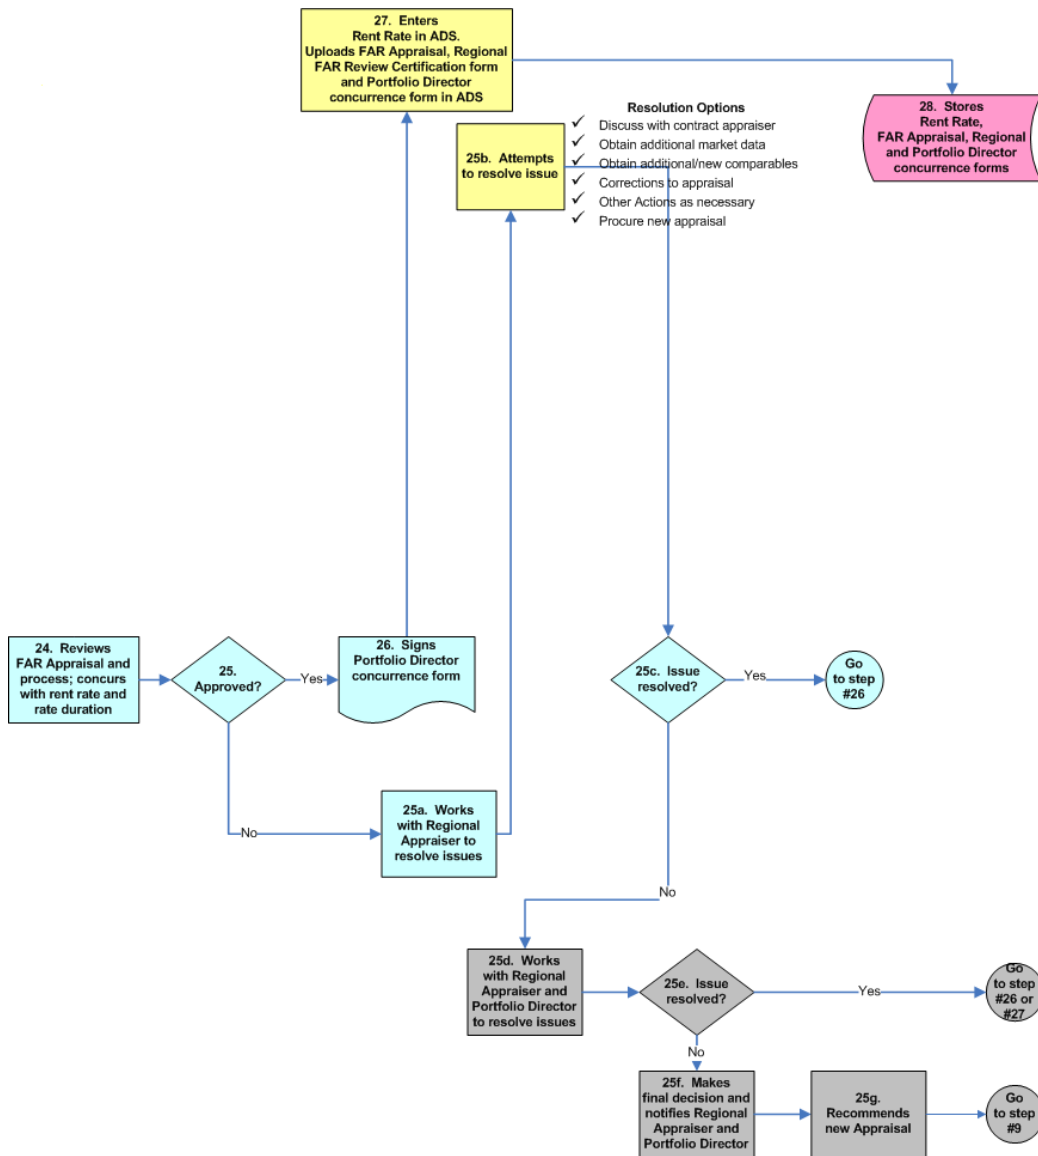 27. Enters
Rent Rate in ADS.
Uploads FAR Appraisal, Regional
FAR Review Certification form
and Portfolio Director
concurrence form in ADS
28. Stores
Rent Rate,
FAR Appraisal, Regional
and Portfolio Director
concurrence forms
25b. Attempts
to resolve issue
Resolution Options
✓ Discuss with contract appraiser
✓ Obtain additional market data
✓ Obtain additional/new comparables
✓ Corrections to appraisal
✓ Other Actions as necessary
✓ Procure new appraisal
24. Reviews
FAR Appraisal and
process; concurs
with rent rate and
rate duration
25.
Approved?
Yes
26. Signs
Portfolio Director
concurrence form
25c. Issue
resolved?
Yes
Go
to step
#26
No
25a. Works
with Regional
Appraiser to
resolve issues
No
25d. Works
with Regional
Appraiser and
Portfolio Director
to resolve issues
25e. Issue
resolved?
Yes
Go
to step
#26 or
#27
No
25f. Makes
final decision and
notifies Regional
Appraiser and
Portfolio Director
25g.
Recommends
new Appraisal
Go
to step
#9